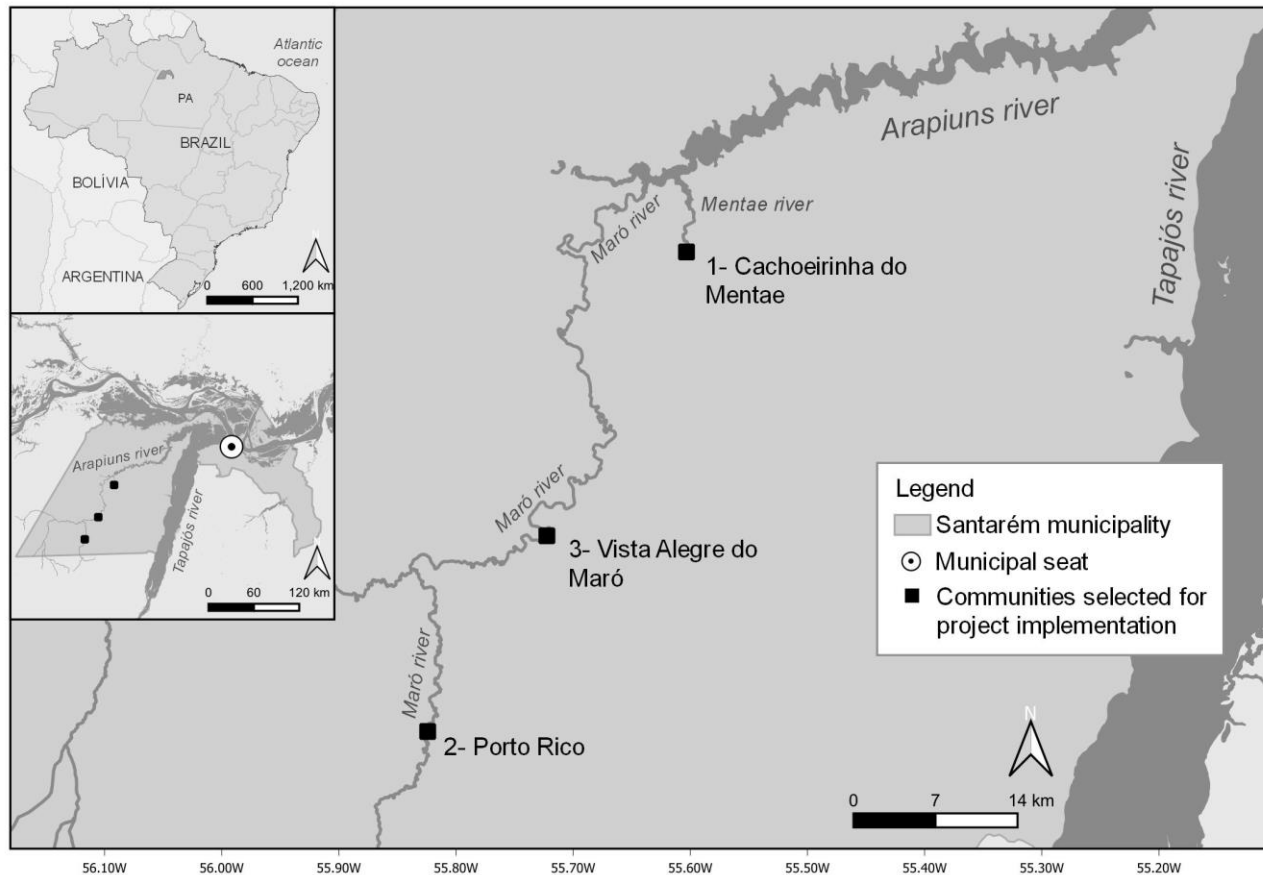 Atlantic
ocean
PA
BRAZIL
BOLÍVIA
ARGENTINA
N
0 600 1,200 km
Arapiuns river
Tapajós river
N
0 60 120 km
Arapiuns river
Tapajós river
Maró river
Mentae river
1- Cachoeirinha do
Mentae
Maró river
3- Vista Alegre do
Maró
Maró river
2- Porto Rico
Legend
Santarém municipality
Municipal seat
Communities selected for
project implementation
N
0 7 14 km
56.10W 56.00W 55.90W 55.80W 55.70W 55.60W 55.50W 55.40W 55.30W 55.20W